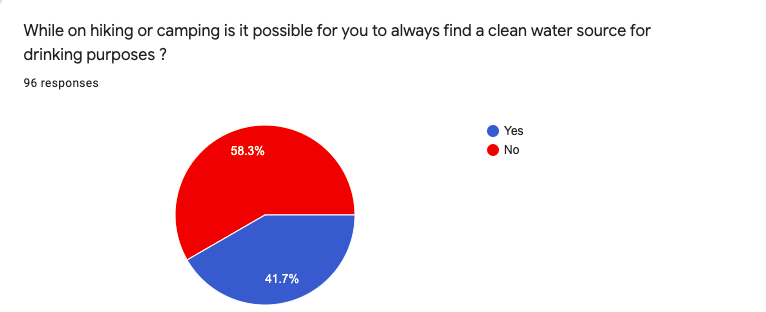 While on hiking or camping is it possible for you to always find a clean water source for
drinking purposes ?
96 responses
Yes
No
58.3%
41.7%